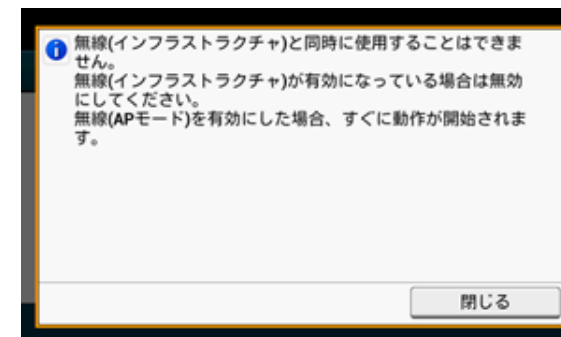 無線(インフラストラクチャ)と同時に使用することはできま
せん。
無線(インフラストラクチャ)が有効になっている場合は無効
にしてください。
無線(APモード)を有効にした場合、すぐに動作が開始されま
す。
閉じる